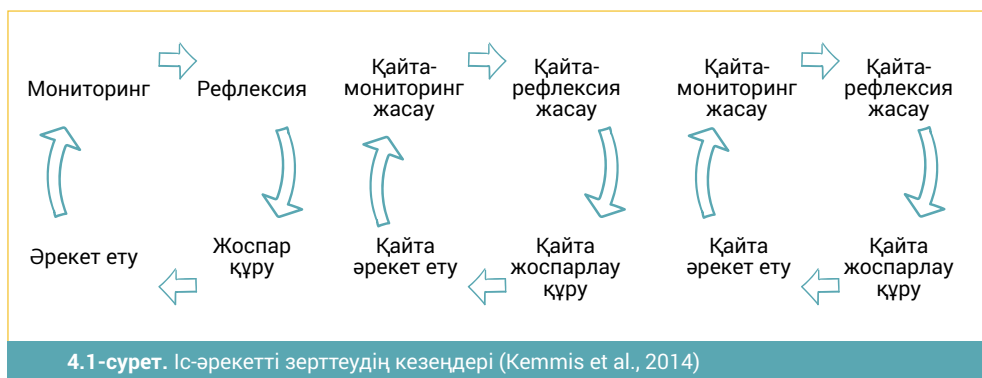 Мониторинг
Рефлексия
Қайта-
мониторинг
жасау
Қайта-
рефлексия
жасау
Қайта-
мониторинг
жасау
Қайта-
рефлексия
жасау
Әрекет ету
Жоспар
құру
Қайта
әрекет ету
Қайта
жоспарлау
құру
Қайта
әрекет ету
Қайта
жоспарлау
құру
4.1-сурет. Іс-әрекетті зерттеудің кезеңдері (Kemmis et al., 2014)